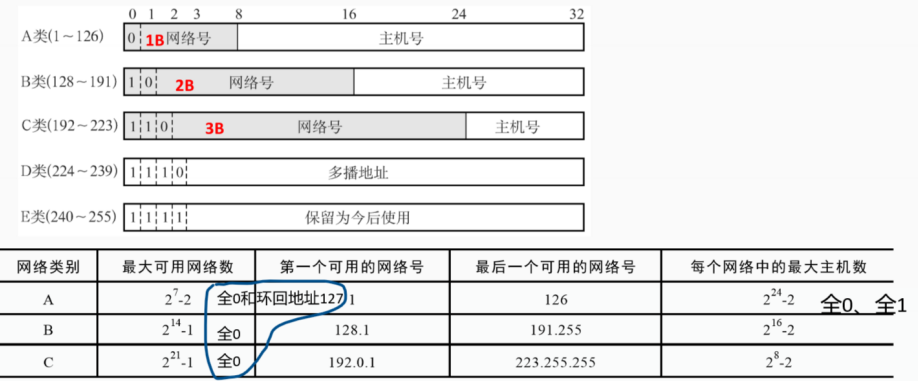 0 1 2 3 8 16 24 32
A类(1～126) 0 1B 网络号 主机号
B类(128～191) 1 0 2B 网络号 主机号
C类(192～223) 1 1 0 3B 网络号 主机号
D类(224～239) 1 1 1 0 多播地址
E类(240～255) 1 1 1 1 保留为今后使用
网络类别 最大可用网络数 第一个可用的网络号 最后一个可用的网络号 每个网络中的最大主机数
A 2^7-2 全0和环回地址127 1 126 2^24-2 全0、全1
B 2^14-1 全0 128.1 191.255 2^16-2
C 2^21-1 全0 192.0.1 223.255.255 2^8-2